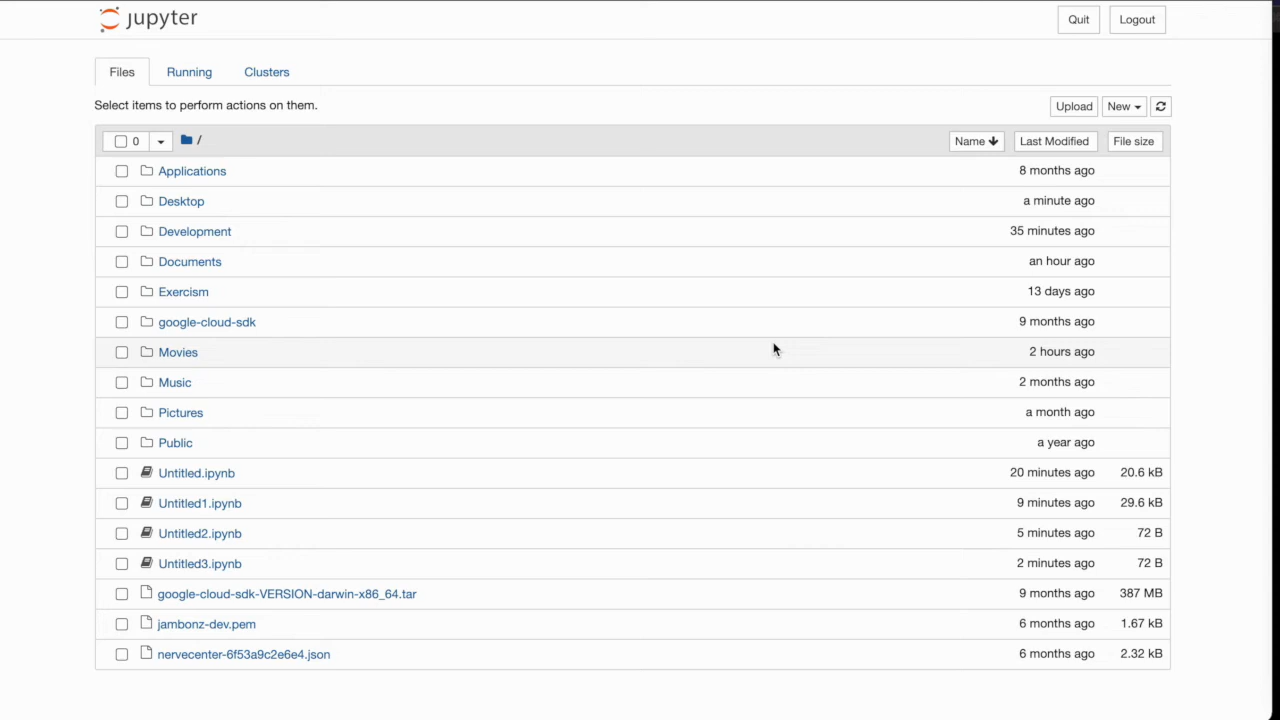 jupyter Quit Logout
Files Running Clusters
Select items to perform actions on them. Upload New
0 / Name Last Modified File size
Applications 8 months ago
Desktop a minute ago
Development 35 minutes ago
Documents an hour ago
Exercism 13 days ago
google-cloud-sdk 9 months ago
Movies 2 hours ago
Music 2 months ago
Pictures a month ago
Public a year ago
Untitled.ipynb 20 minutes ago 20.6 kB
Untitled1.ipynb 9 minutes ago 29.6 kB
Untitled2.ipynb 5 minutes ago 72 B
Untitled3.ipynb 2 minutes ago 72 B
google-cloud-sdk-VERSION-darwin-x86_64.tar 9 months ago 387 MB
jambonz-dev.pem 6 months ago 1.67 kB
nervecenter-6f53a9c2e6e4.json 6 months ago 2.32 kB